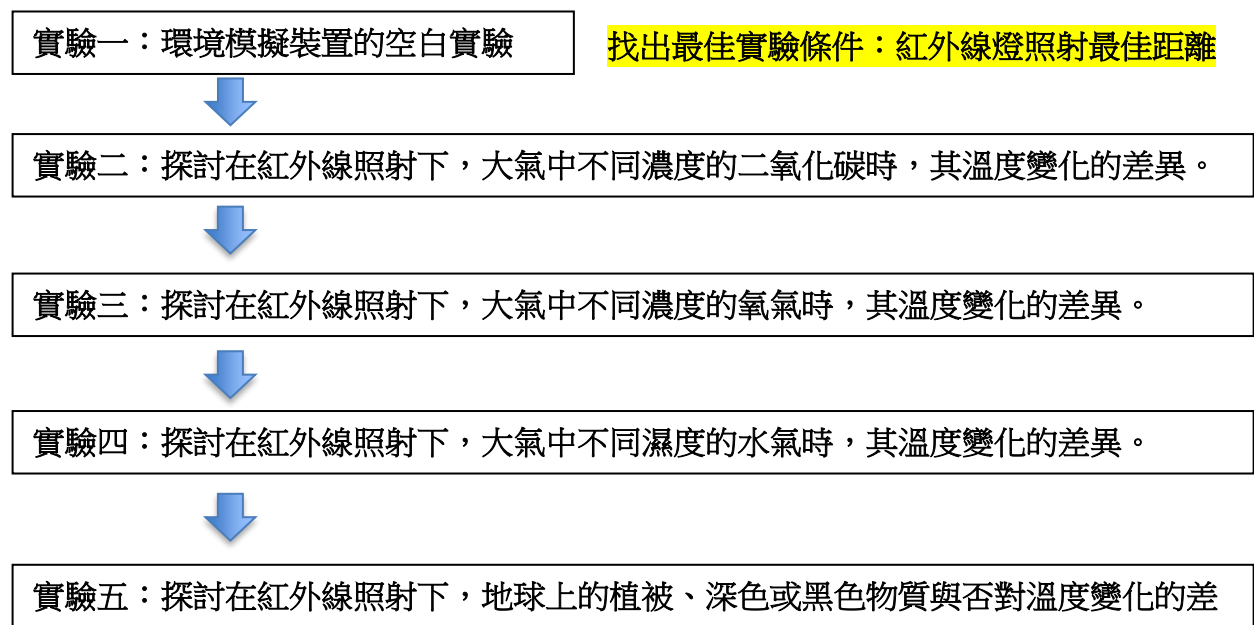 實驗一：環境模擬裝置的空白實驗
找出最佳實驗條件：紅外線燈照射最佳距離
實驗二：探討在紅外線照射下，大氣中不同濃度的二氧化碳時，其溫度變化的差異。
實驗三：探討在紅外線照射下，大氣中不同濃度的氧氣時，其溫度變化的差異。
實驗四：探討在紅外線照射下，大氣中不同濕度的水氣時，其溫度變化的差異。
實驗五：探討在紅外線照射下，地球上的植被、深色或黑色物質與否對溫度變化的差